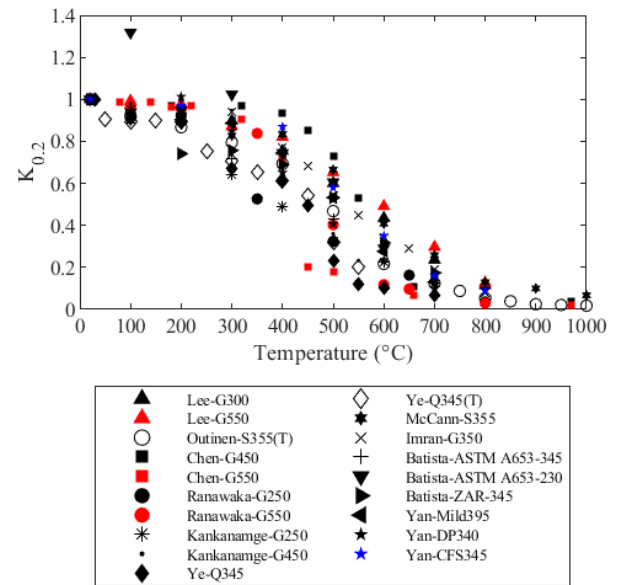 1.4
1.2
1
0.8
0.6
0.4
0.2
0
K0.2
0 100 200 300 400 500 600 700 800 900 1000
Temperature (°C)
Lee-G300
Lee-G550
Outinen-S355(T)
Chen-G450
Chen-G550
Ranawaka-G250
Ranawaka-G550
Kankanamge-G250
Kankanamge-G450
Ye-Q345
Ye-Q345(T)
McCann-S355
Imran-G350
Batista-ASTM A653-345
Batista-ASTM A653-230
Batista-ZAR-345
Yan-Mild395
Yan-DP340
Yan-CFS345